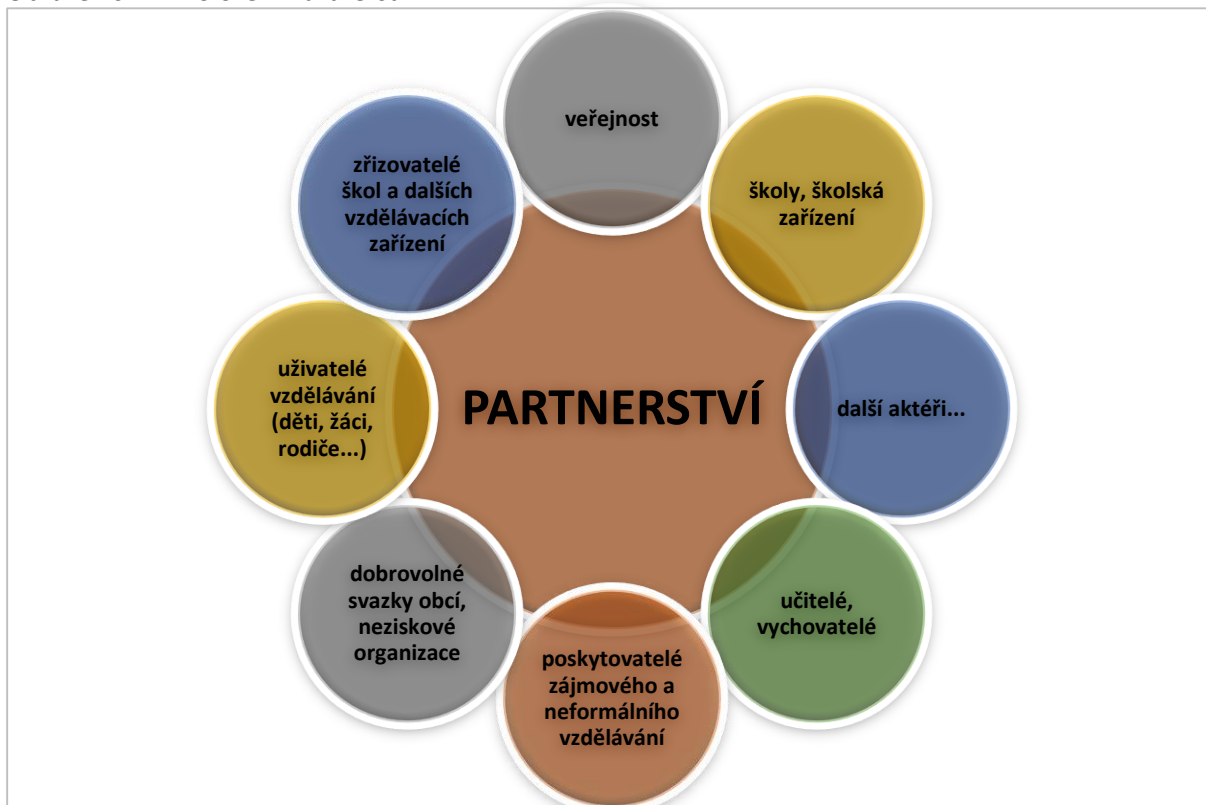 veřejnost
školy, školská
zařízení
další aktéři...
učitelé,
vychovatelé
poskytovatelé
zájmového a
neformálního
vzdělávání
dobrovolné
svazky obcí,
neziskové
organizace
uživatelé
vzdělávání
(děti, žáci,
rodiče...)
zřizovatelé
škol a dalších
vzdělávacích
zařízení
PARTNERSTVÍ